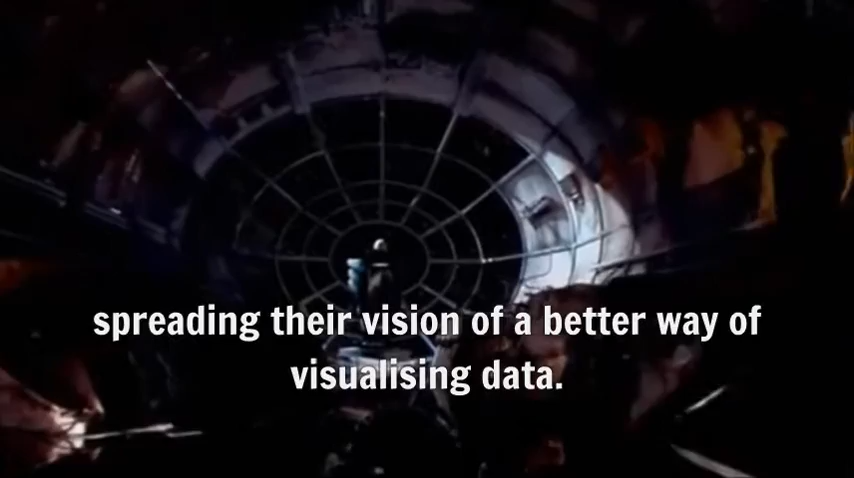 spreading their vision of a better way of
visualising data.